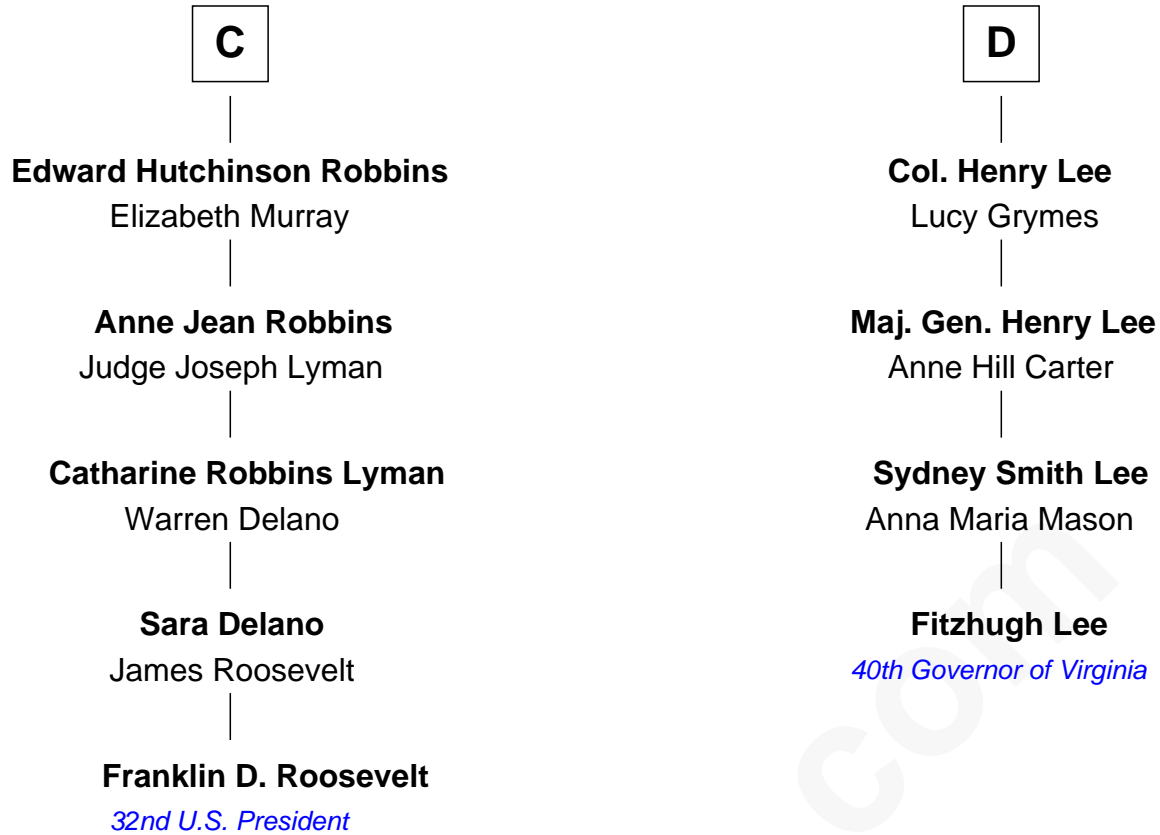 C
Edward Hutchinson Robbins
Elizabeth Murray
Anne Jean Robbins
Judge Joseph Lyman
Catharine Robbins Lyman
Warren Delano
Sara Delano
James Roosevelt
Franklin D. Roosevelt
32nd U.S. President
D
Col. Henry Lee
Lucy Grymes
Maj. Gen. Henry Lee
Anne Hill Carter
Sydney Smith Lee
Anna Maria Mason
Fitzhugh Lee
40th Governor of Virginia
com